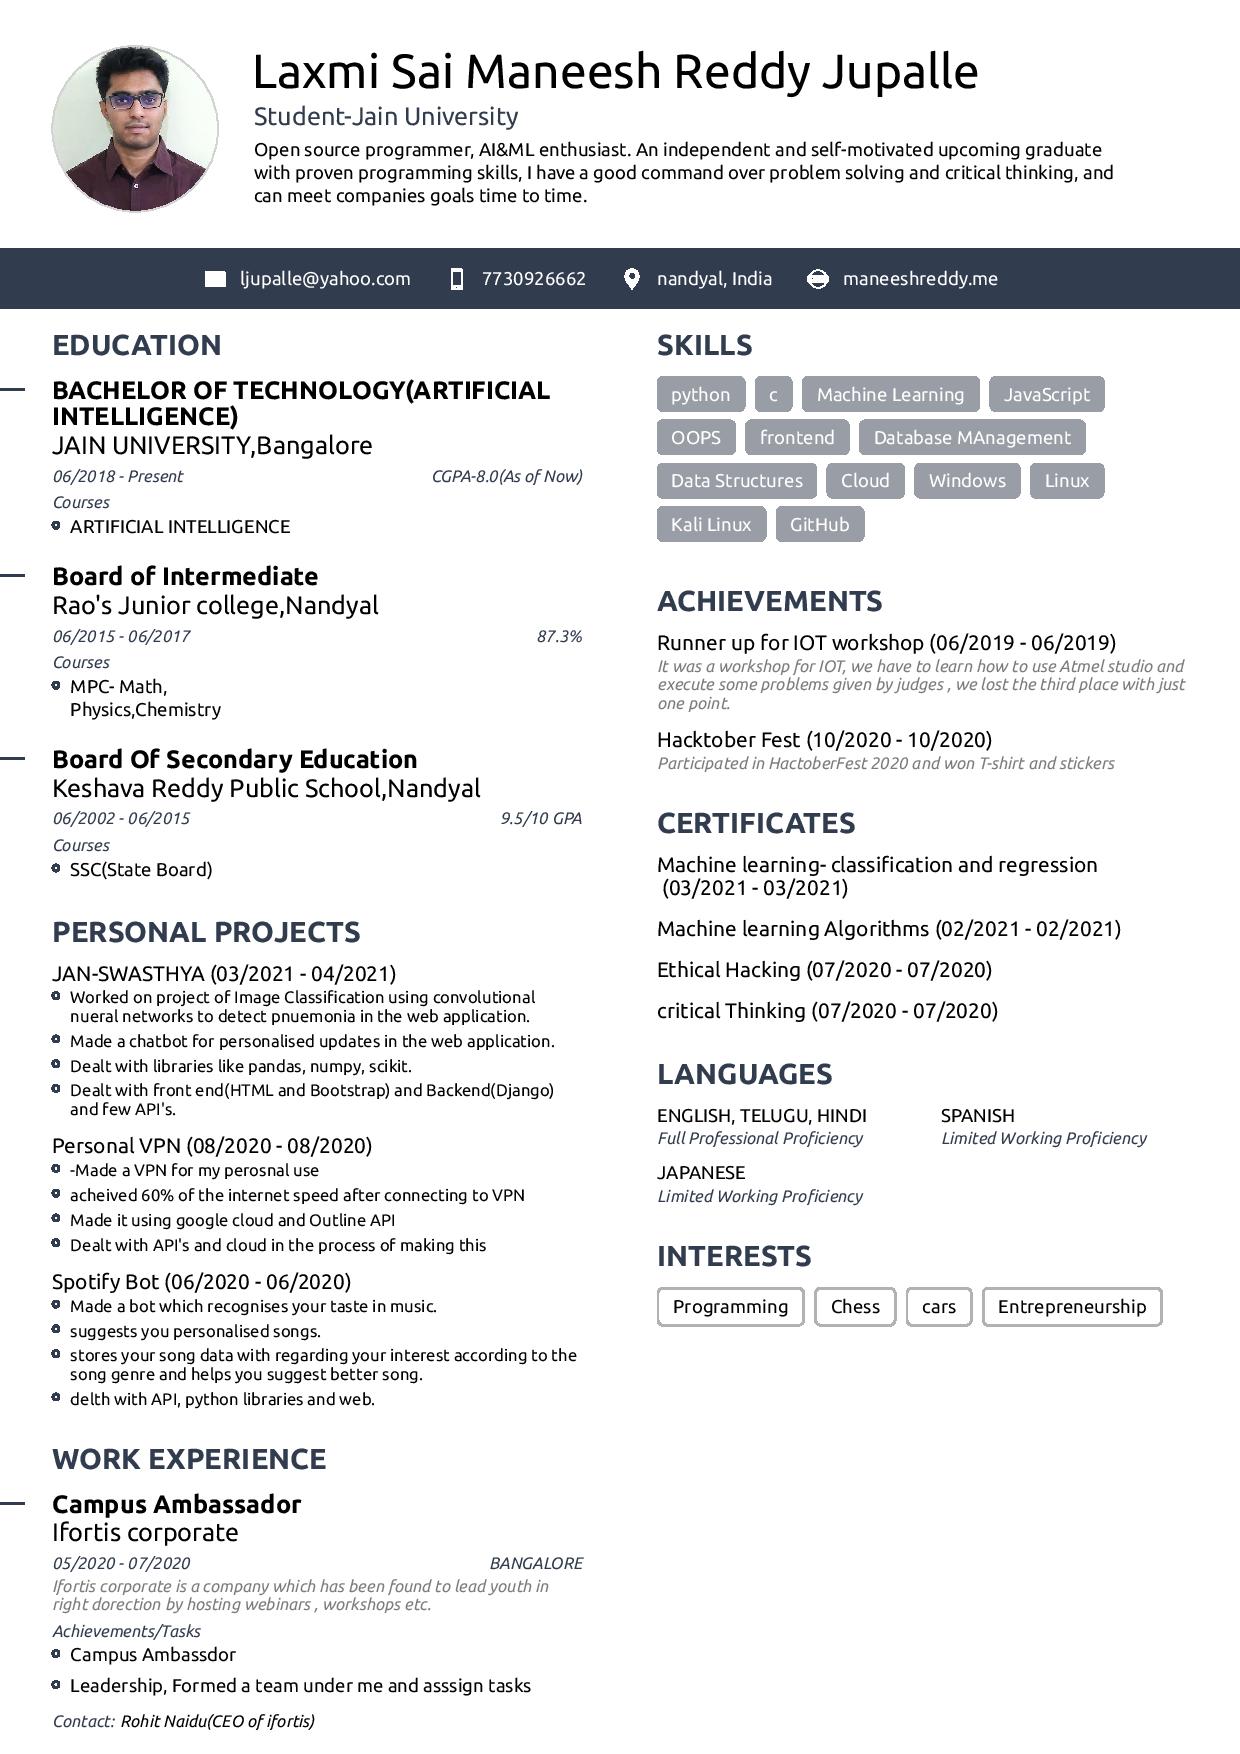 Laxmi Sai Maneesh Reddy Jupalle
Student-Jain University
Open source programmer, AI&ML enthusiast. An independent and self-motivated upcoming graduate
with proven programming skills, I have a good command over problem solving and critical thinking, and
can meet companies goals time to time.
ljupalle@yahoo.com 7730926662 nandyal, India maneeshreddy.me
EDUCATION
BACHELOR OF TECHNOLOGY(ARTIFICIAL
INTELLIGENCE)
JAIN UNIVERSITY,Bangalore
06/2018 - Present CGPA-8.0(As of Now)
Courses
ARTIFICIAL INTELLIGENCE
Board of Intermediate
Rao's Junior college,Nandyal
06/2015 - 06/2017 87.3%
Courses
MPC- Math,
Physics,Chemistry
Board Of Secondary Education
Keshava Reddy Public School,Nandyal
06/2002 - 06/2015 9.5/10 GPA
Courses
SSC(State Board)
PERSONAL PROJECTS
JAN-SWASTHYA (03/2021 - 04/2021)
Worked on project of Image Classification using convolutional
nueral networks to detect pnuemonia in the web application.
Made a chatbot for personalised updates in the web application.
Dealt with libraries like pandas, numpy, scikit.
Dealt with front end(HTML and Bootstrap) and Backend(Django)
and few API's.
Personal VPN (08/2020 - 08/2020)
-Made a VPN for my perosnal use
acheived 60% of the internet speed after connecting to VPN
Made it using google cloud and Outline API
Dealt with API's and cloud in the process of making this
Spotify Bot (06/2020 - 06/2020)
Made a bot which recognises your taste in music.
suggests you personalised songs.
stores your song data with regarding your interest according to the
song genre and helps you suggest better song.
delth with API, python libraries and web.
WORK EXPERIENCE
Campus Ambassador
Ifortis corporate
05/2020 - 07/2020 BANGALORE
Ifortis corporate is a company which has been found to lead youth in
right dorection by hosting webinars , workshops etc.
Achievements/Tasks
Campus Ambassdor
Leadership, Formed a team under me and asssign tasks
Contact: Rohit Naidu(CEO of ifortis)
SKILLS
python c Machine Learning JavaScript
OOPS frontend Database MAnagement
Data Structures Cloud Windows Linux
Kali Linux GitHub
ACHIEVEMENTS
Runner up for IOT workshop (06/2019 - 06/2019)
It was a workshop for IOT, we have to learn how to use Atmel studio and
execute some problems given by judges , we lost the third place with just
one point.
Hacktober Fest (10/2020 - 10/2020)
Participated in HactoberFest 2020 and won T-shirt and stickers
CERTIFICATES
Machine learning- classification and regression
(03/2021 - 03/2021)
Machine learning Algorithms (02/2021 - 02/2021)
Ethical Hacking (07/2020 - 07/2020)
critical Thinking (07/2020 - 07/2020)
LANGUAGES
ENGLISH, TELUGU, HINDI SPANISH
Full Professional Proficiency Limited Working Proficiency
JAPANESE
Limited Working Proficiency
INTERESTS
Programming Chess cars Entrepreneurship